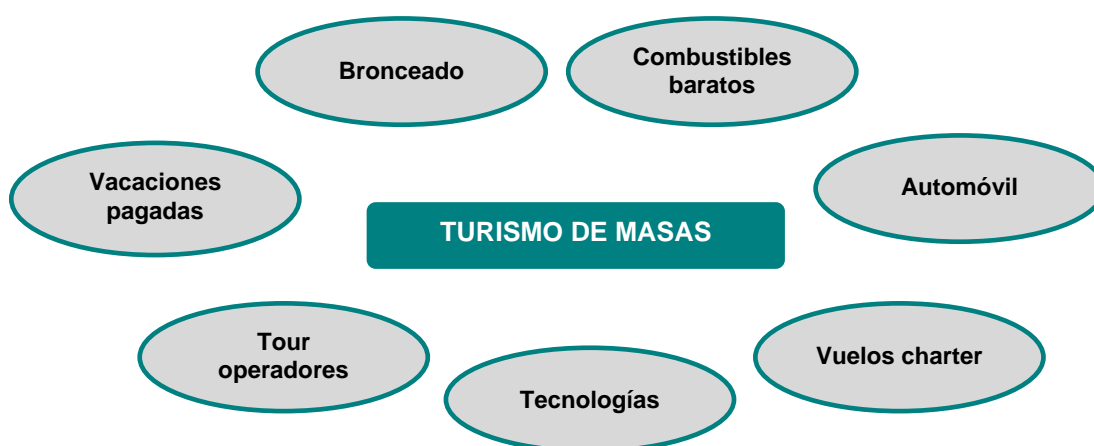 Bronceado
Combustibles
baratos
Vacaciones
pagadas
Automóvil
TURISMO DE MASAS
Tour
operadores
Tecnologías
Vuelos charter